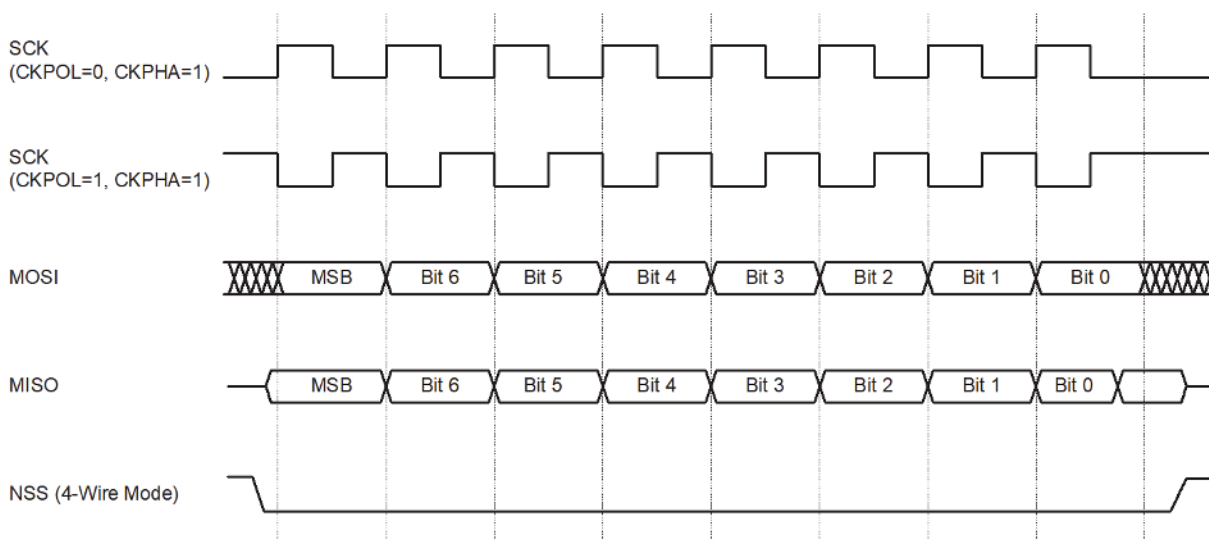 SCK
(CKPOL=0, CKPHA=1)
SCK
(CKPOL=1, CKPHA=1)
MOSI MSB Bit 6 Bit 5 Bit 4 Bit 3 Bit 2 Bit 1 Bit 0
MISO MSB Bit 6 Bit 5 Bit 4 Bit 3 Bit 2 Bit 1 Bit 0
NSS (4-Wire Mode)